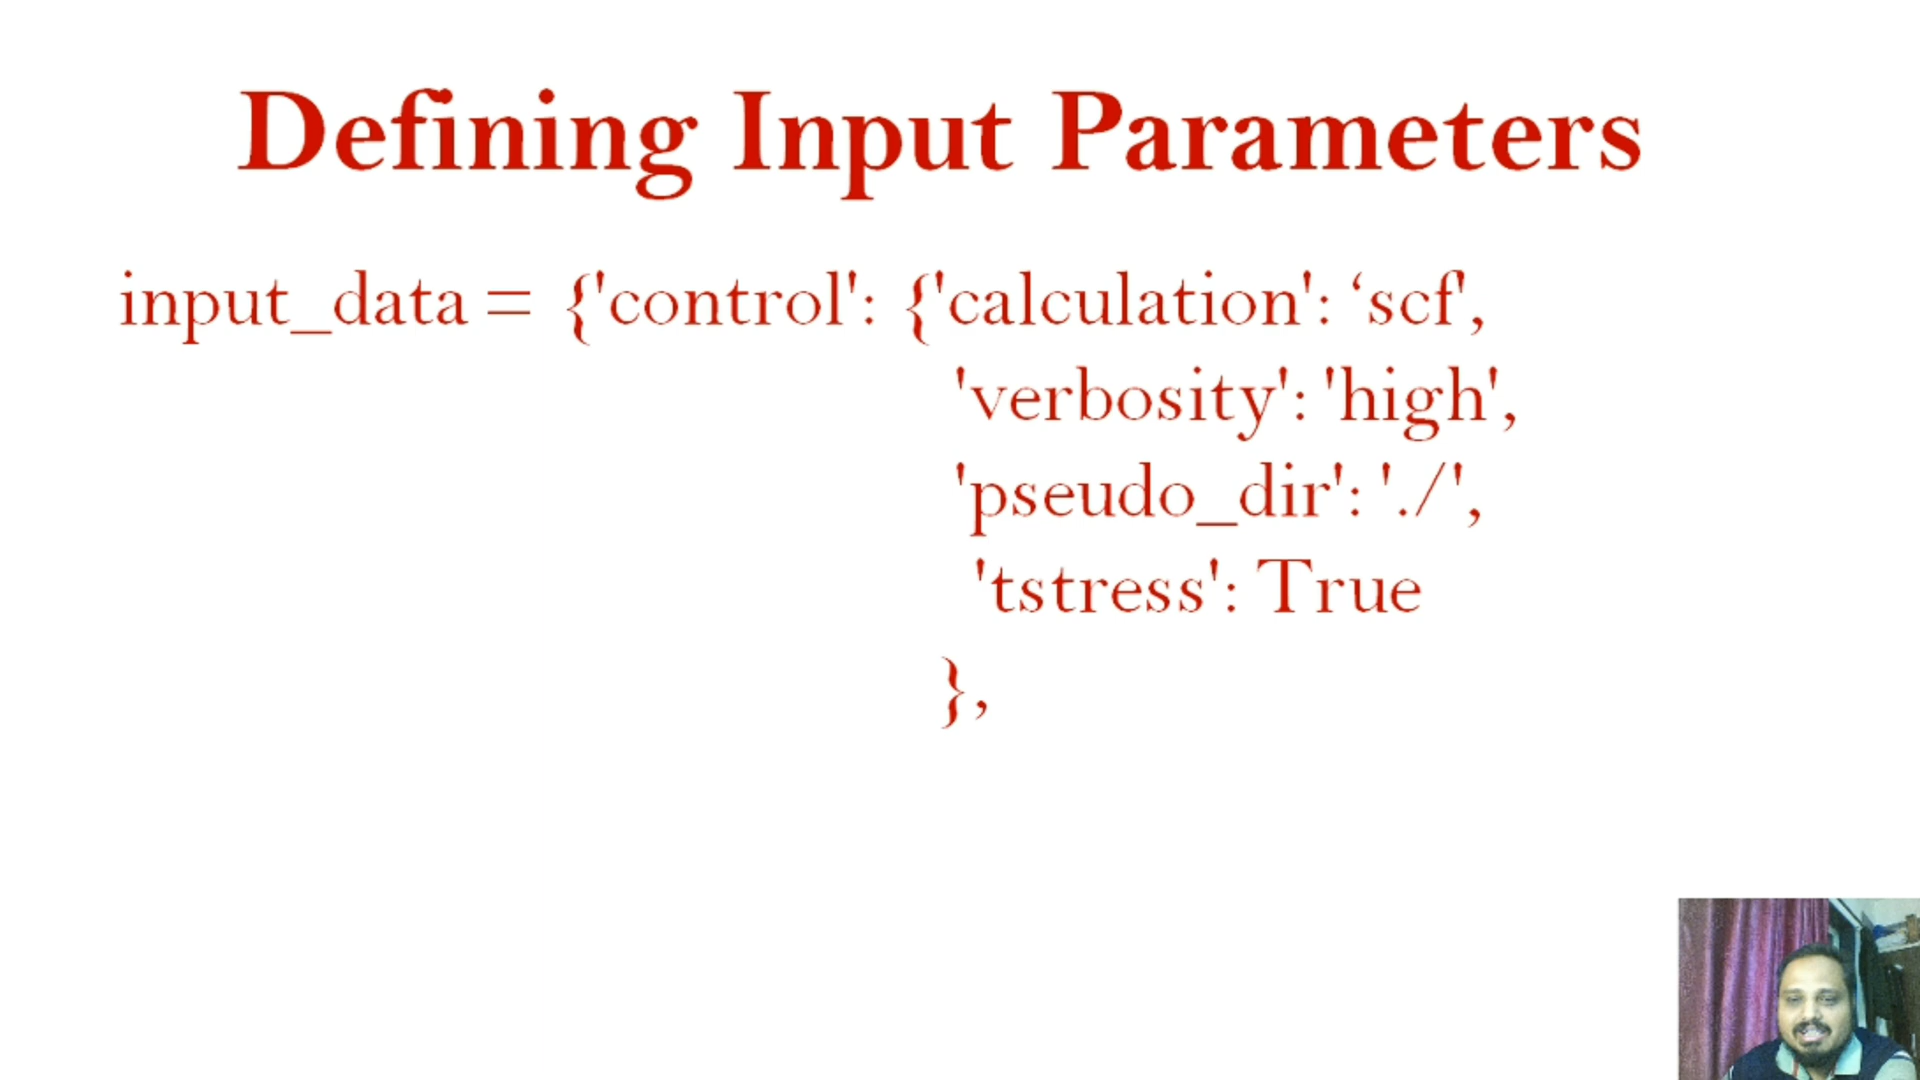 Defining Input Parameters
input_data = {'control': {'calculation': ‘scf',
'verbosity': 'high',
'pseudo_dir': './',
'tstress': True
},